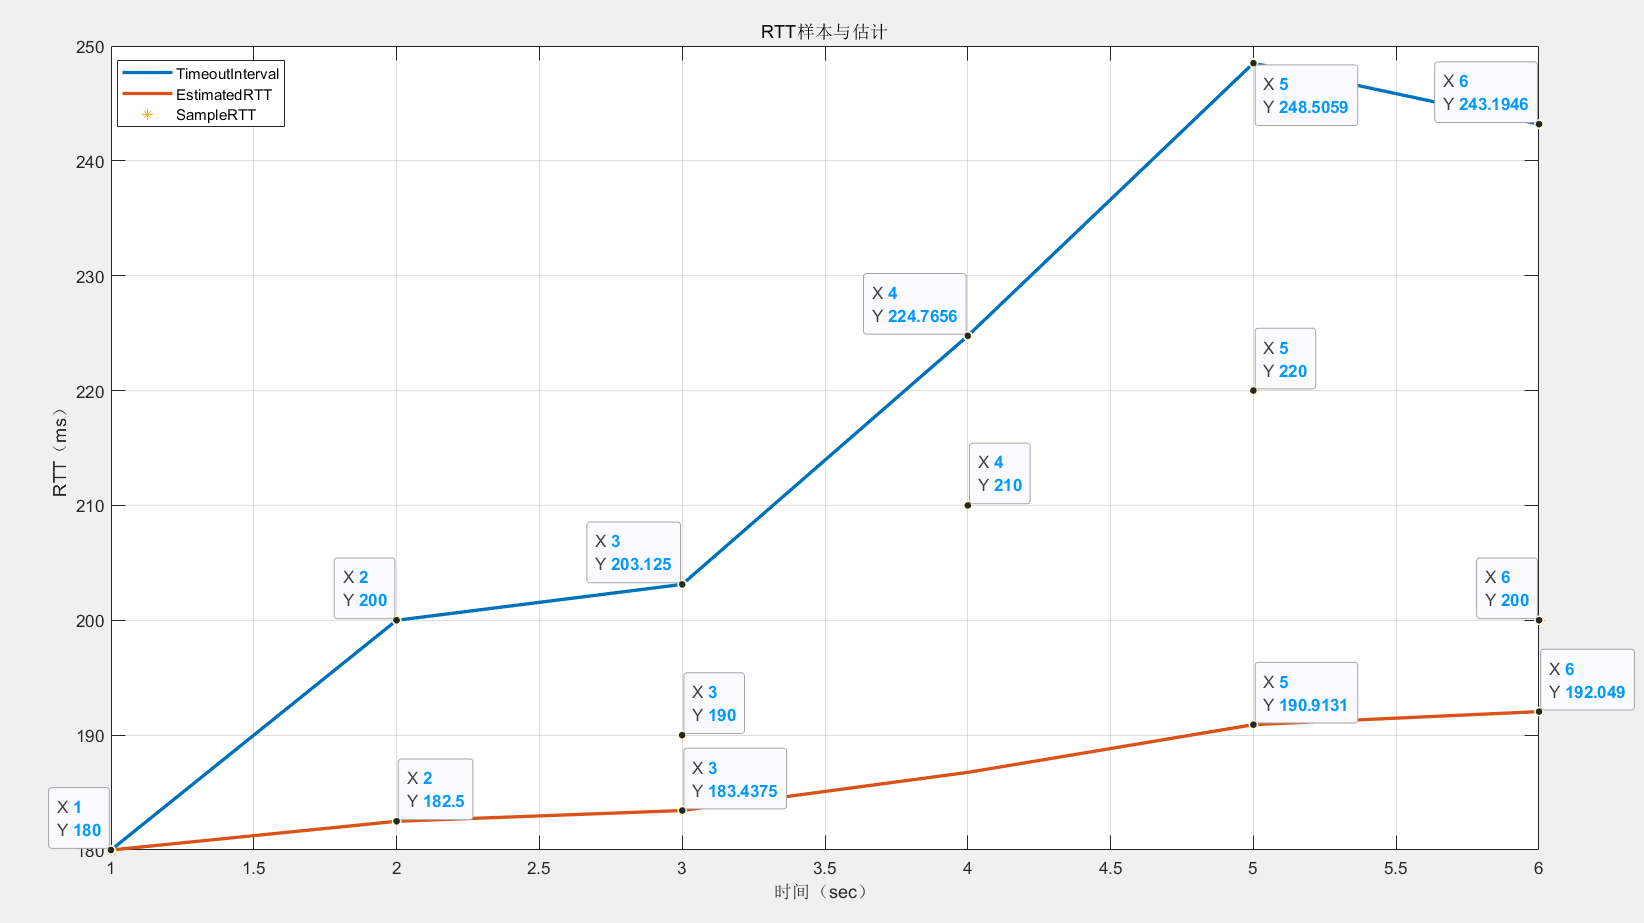 RTT样本与估计
TimeoutInterval
EstimatedRTT
SampleRTT
250
240
230
220
210
200
190
180
RTT（ms）
X 5
Y 248.5059
X 6
Y 243.1946
X 4
Y 224.7656
X 5
Y 220
X 4
Y 210
X 3
Y 203.125
X 2
Y 200
X 6
Y 200
X 3
Y 190
X 5
Y 190.9131
X 6
Y 192.049
X 2
Y 182.5
X 3
Y 183.4375
X 1
Y 180
1 1.5 2 2.5 3 3.5 4 4.5 5 5.5 6
时间（sec）